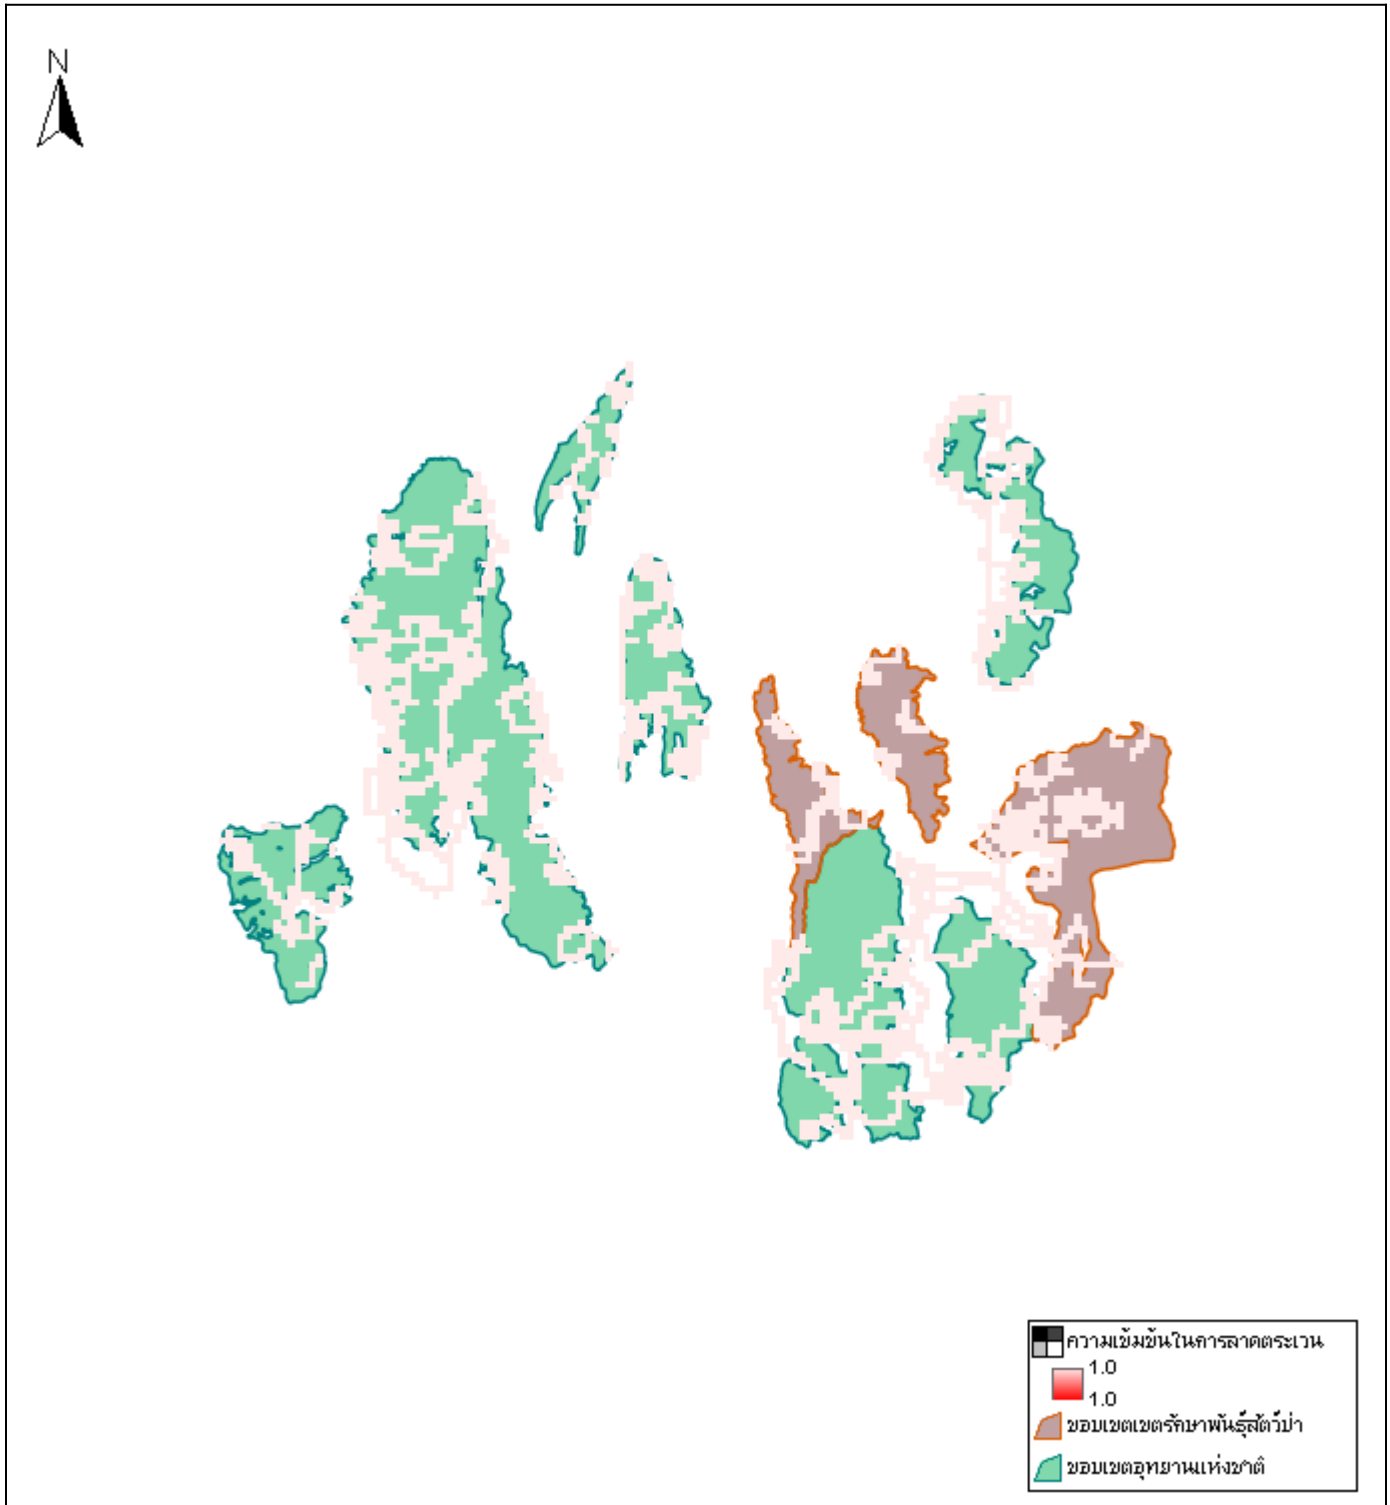 N
ความเข้มข้นในการลาดตระเวน
1.0
1.0
ขอบเขตเขตรักษาพันธุ์สัตว์ป่า
ขอบเขตอุทยานแห่งชาติ